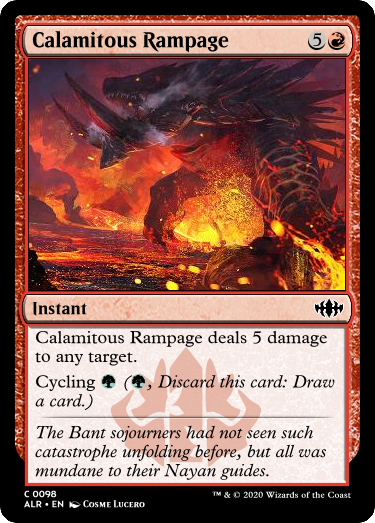 Calamitous Rampage 5
Instant
Calamitous Rampage deals 5 damage
to any target.
Cycling (, Discard this card: Draw
a card.)
The Bant sojourners had not seen such
catastrophe unfolding before, but all was
mundane to their Nayan guides.
C 0098
ALR • EN Cosme Lucero
™ & © 2020 Wizards of the Coast